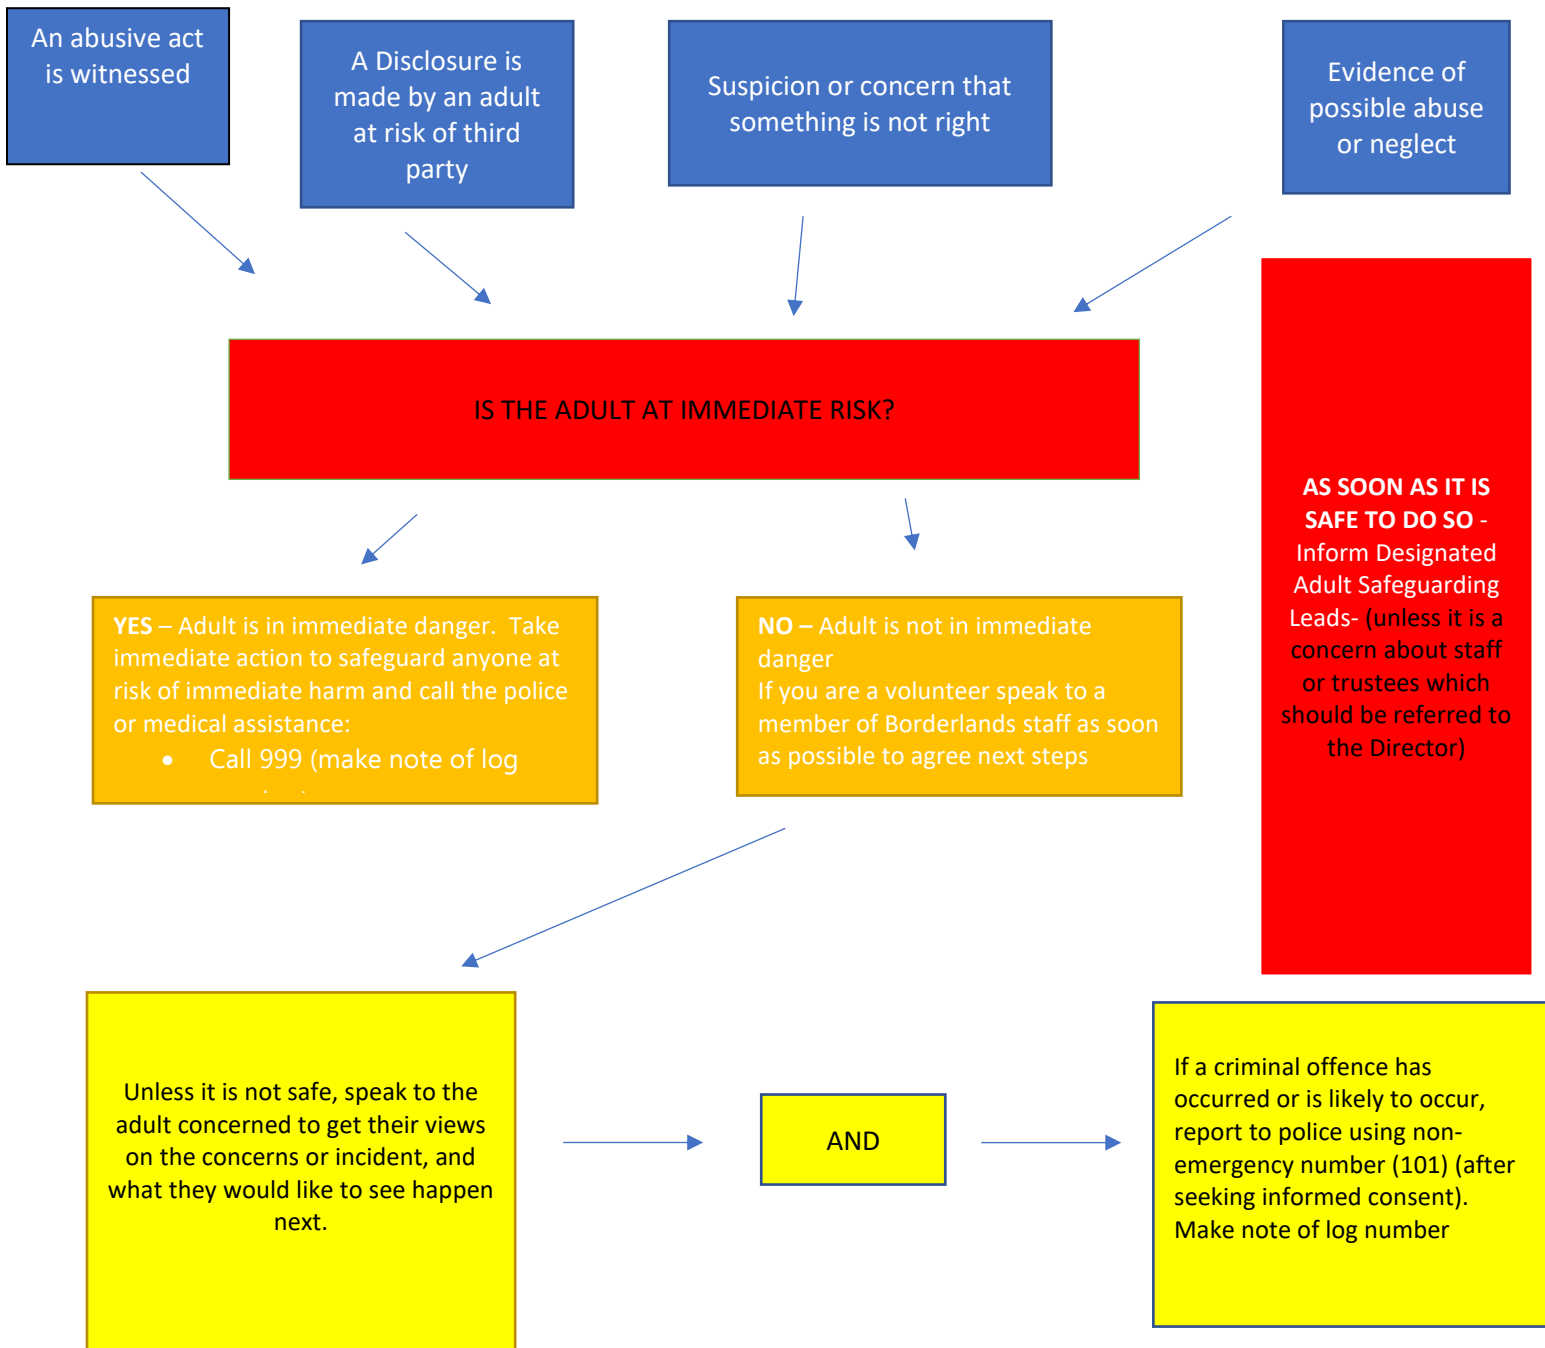 An abusive act
is witnessed
A Disclosure is
made by an adult
at risk of third
party
Suspicion or concern that
something is not right
Evidence of
possible abuse
or neglect
IS THE ADULT AT IMMEDIATE RISK?
AS SOON AS IT IS
SAFE TO DO SO -
Inform Designated
Adult Safeguarding
Leads- (unless it is a
concern about staff
or trustees which
should be referred to
the Director)
YES – Adult is in immediate danger.  Take
immediate action to safeguard anyone at
risk of immediate harm and call the police
or medical assistance:
• Call 999 (make note of log
NO – Adult is not in immediate
danger
If you are a volunteer speak to a
member of Borderlands staff as soon
as possible to agree next steps
Unless it is not safe, speak to the
adult concerned to get their views
on the concerns or incident, and
what they would like to see happen
next.
AND
If a criminal offence has
occurred or is likely to occur,
report to police using non-
emergency number (101) (after
seeking informed consent).
Make note of log number